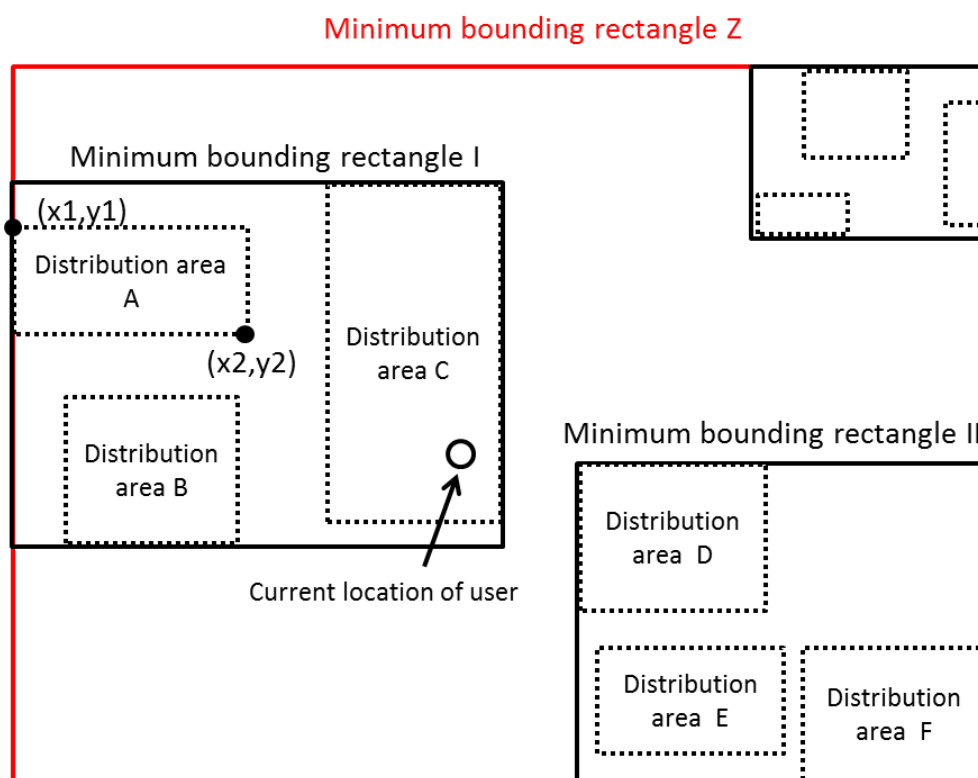 Minimum bounding rectangle Z
Minimum bounding rectangle I
(x1,y1)
Distribution area
A
(x2,y2)
Distribution
area C
Distribution
area B
Current location of user
Minimum bounding rectangle II
Distribution
area D
Distribution
area E
Distribution
area F